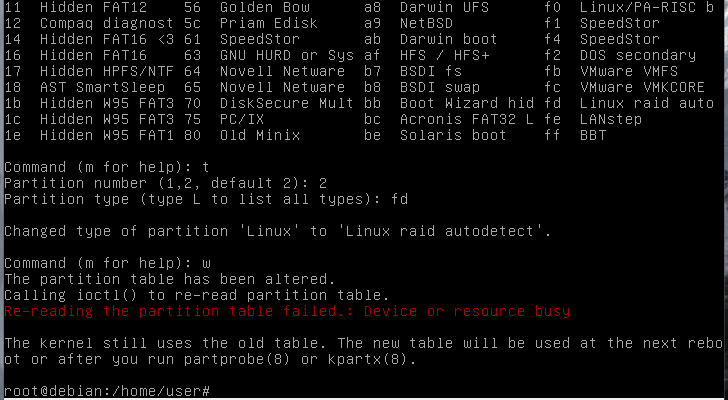 11  Hidden FAT12    56  Golden Bow      a8  Darwin UFS      f0  Linux/PA-RISC b
12  Compaq diagnost 5c  Priam Edisk     a9  NetBSD          f1  SpeedStor
14  Hidden FAT16 <3 61  SpeedStor       ab  Darwin boot     f4  SpeedStor
16  Hidden FAT16    63  GNU HURD or Sys af  HFS / HFS+      f2  DOS secondary
17  Hidden HPFS/NTF 64  Novell Netware  b7  BSDI fs         fb  VMware VMFS
18  AST SmartSleep  65  Novell Netware  b8  BSDI swap       fc  VMware VMKCORE
1b  Hidden W95 FAT3 70  DiskSecure Mult bb  Boot Wizard hid fd  Linux raid auto
1c  Hidden W95 FAT3 75  PC/IX           bc  Acronis FAT32 L fe  LANstep
1e  Hidden W95 FAT1 80  Old Minix       be  Solaris boot    ff  BBT
Command (m for help): t
Partition number (1,2, default 2): 2
Partition type (type L to list all types): fd
Changed type of partition 'Linux' to 'Linux raid autodetect'.
Command (m for help): w
The partition table has been altered.
Calling ioctl() to re-read partition table.
Re-reading the partition table failed.: Device or resource busy
The kernel still uses the old table. The new table will be used at the next rebo
ot or after you run partprobe(8) or kpartx(8).
root@debian:/home/user#